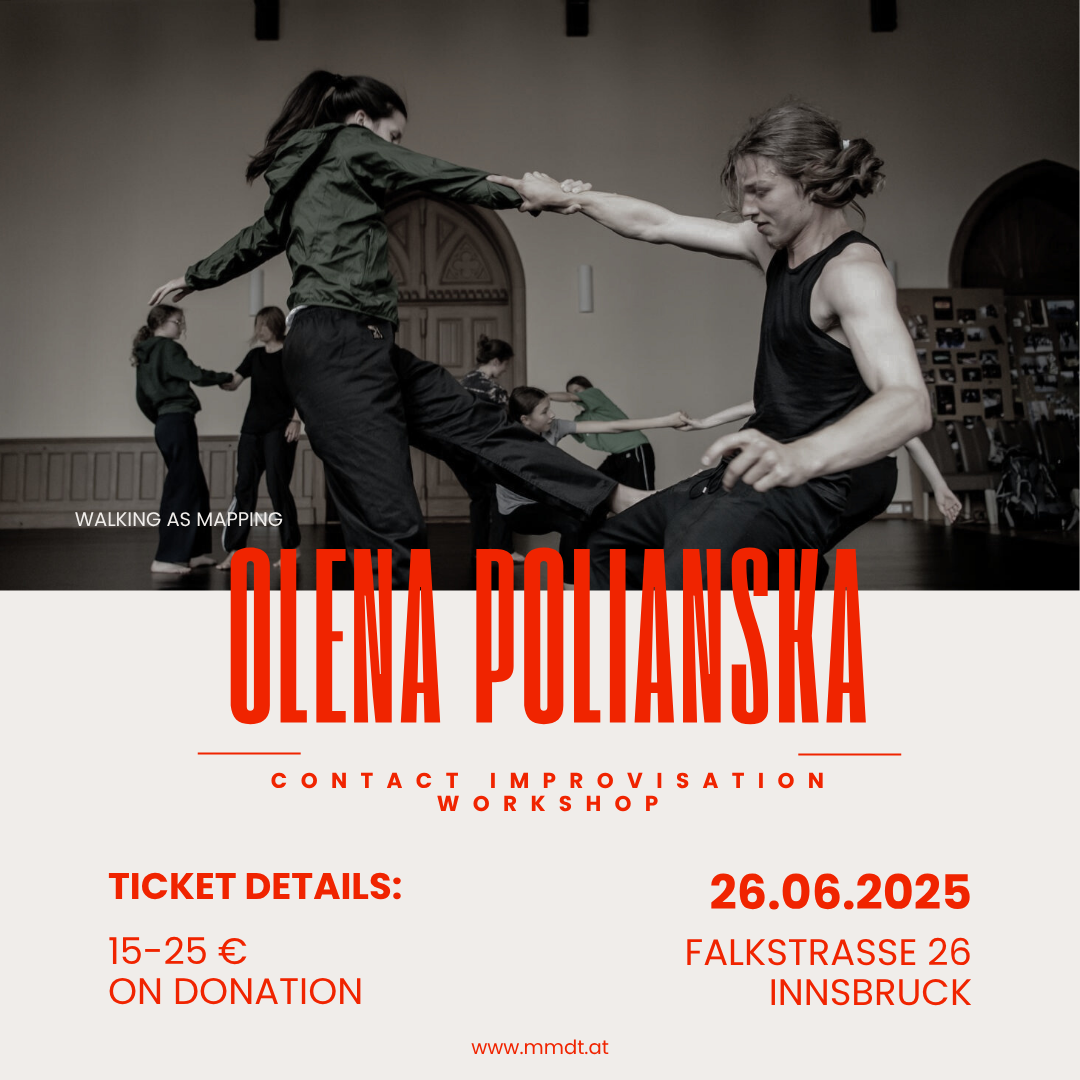 WALKING AS MAPPING
OLENA POLIANSKA
CONTACT IMPROVISATION
WORKSHOP
TICKET DETAILS:
15-25 €
ON DONATION
26.06.2025
FALKSTRASSE 26
INNSBRUCK
www.mmdt.at